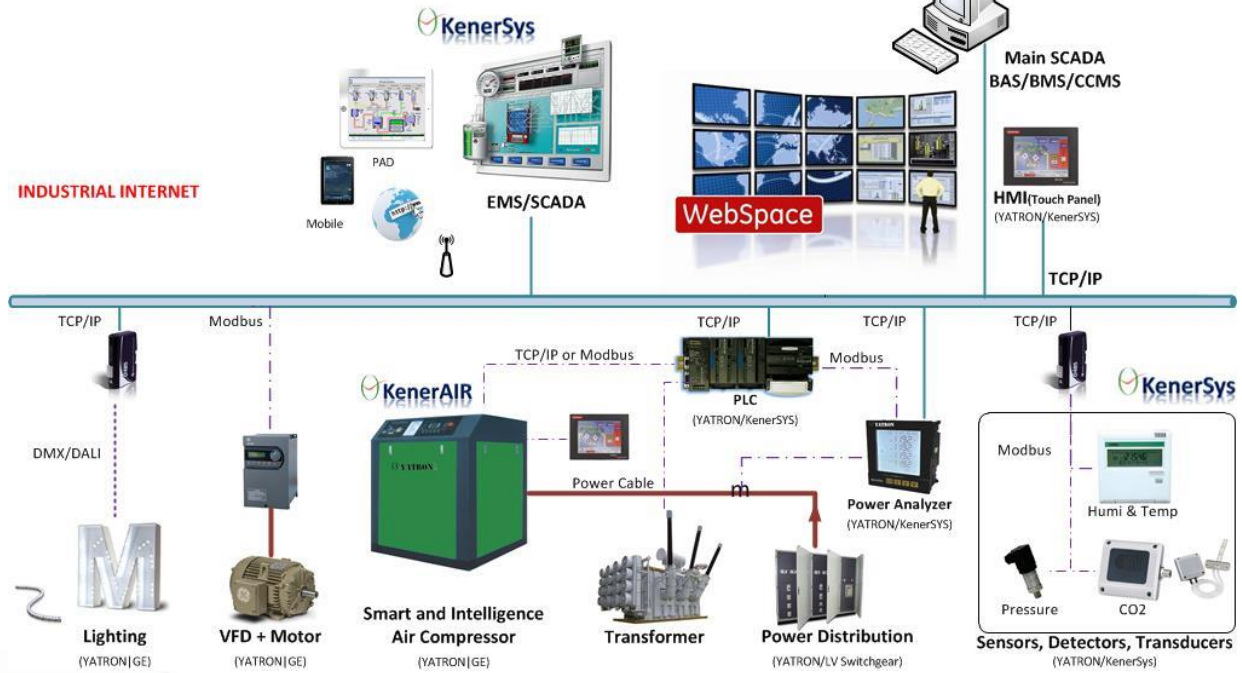 KenerSys
Main SCADA
BAS/BMS/CCMS
PAD
INDUSTRIAL INTERNET
Mobile
http://
EMS/SCADA
WebSpace
HMI(Touch Panel)
(YATRON/KenerSYS)
TCP/IP
TCP/IP
Modbus
TCP/IP
TCP/IP
TCP/IP
TCP/IP or Modbus
Modbus
KenerAIR
PLC
(YATRON/KenerSYS)
KenerSys
DMX/DALI
YATRON
YATRON
Modbus
Power Cable
m
Power Analyzer
(YATRON/KenerSYS)
Humi & Temp
M
Pressure
CO2
Lighting
(YATRON|GE)
VFD + Motor
(YATRON|GE)
Smart and Intelligence
Air Compressor
(YATRON|GE)
Transformer
Power Distribution
(YATRON/LV Switchgear)
Sensors, Detectors, Transducers
(YATRON/KenerSys)